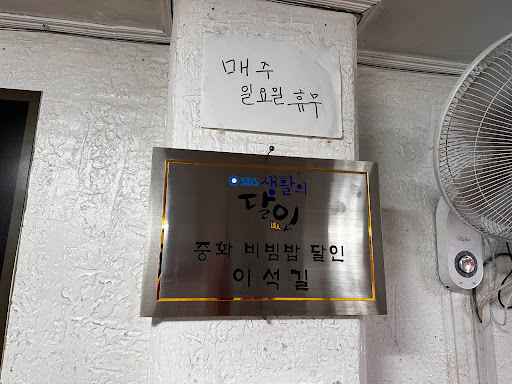 매주
일요일 휴무
SBS 생활의
달인
중화 비빔밥 달인
이석길